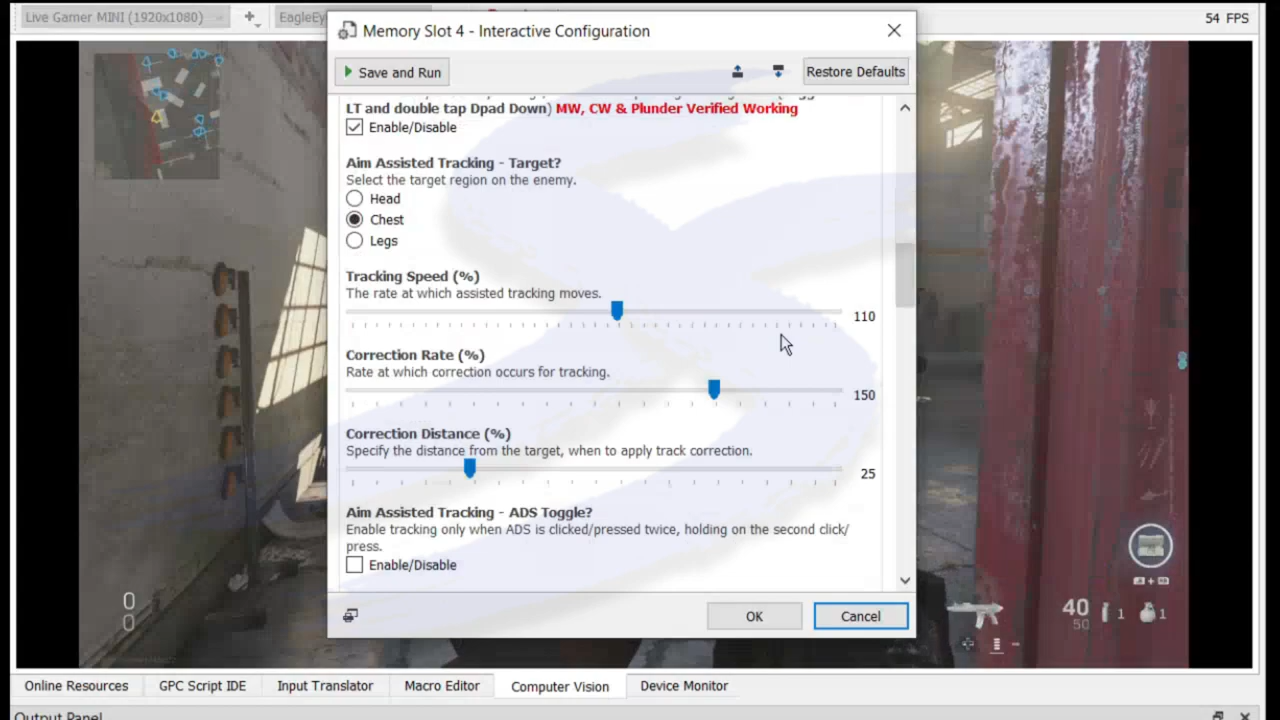 Live Gamer MINI (1920x1080)
EagleEy
54 FPS
Memory Slot 4 - Interactive Configuration
Save and Run
Restore Defaults
LT and double tap Dpad Down) MW, CW & Plunder Verified Working
Enable/Disable
Aim Assisted Tracking - Target?
Select the target region on the enemy.
Head
Chest
Legs
Tracking Speed (%)
The rate at which assisted tracking moves.
110
Correction Rate (%)
Rate at which correction occurs for tracking.
150
Correction Distance (%)
Specify the distance from the target, when to apply track correction.
25
Aim Assisted Tracking - ADS Toggle?
Enable tracking only when ADS is clicked/pressed twice, holding on the second click/
press.
Enable/Disable
OK
Cancel
0
0
40
50
1
1
Online Resources
GPC Script IDE
Input Translator
Macro Editor
Computer Vision
Device Monitor
Output Panel